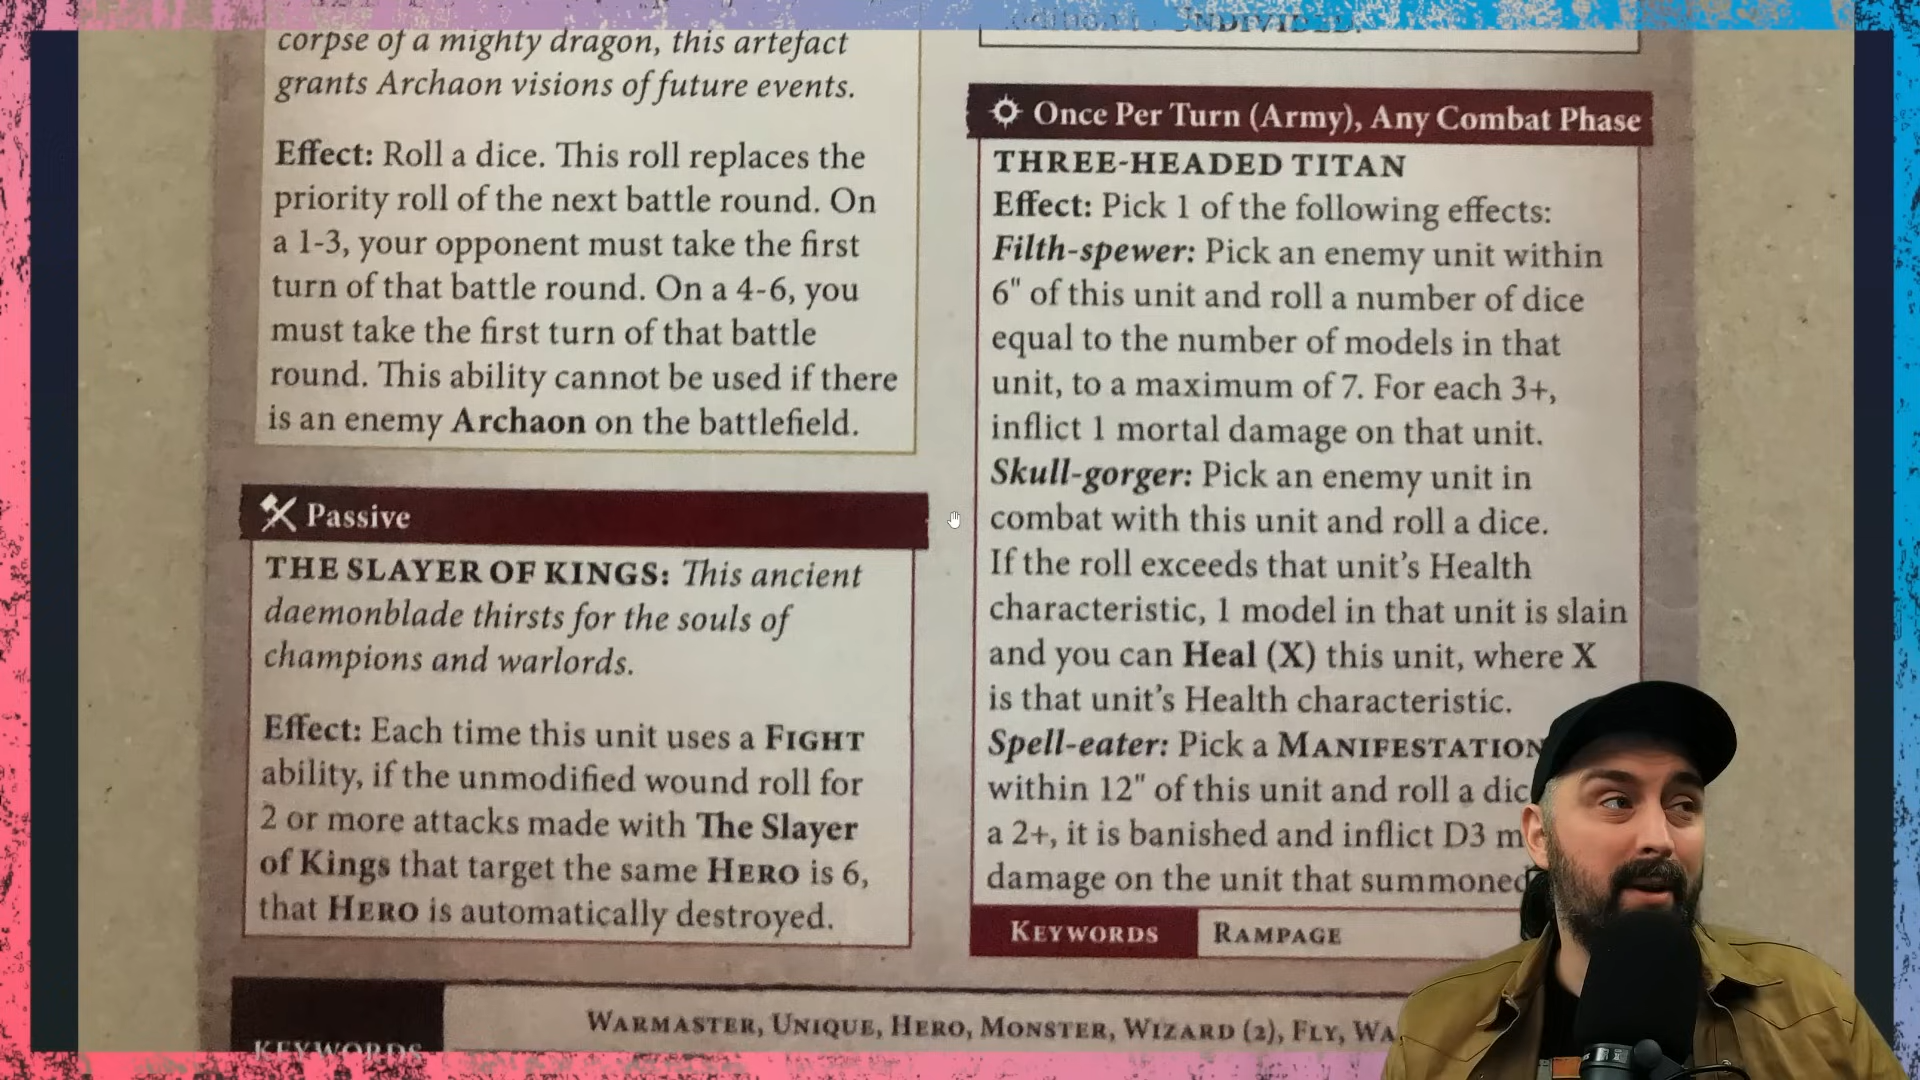 corpse of a mighty dragon, this artefact
grants Archaon visions of future events.
Effect: Roll a dice. This roll replaces the
priority roll of the next battle round. On
a 1-3, your opponent must take the first
turn of that battle round. On a 4-6, you
must take the first turn of that battle
round. This ability cannot be used if there
is an enemy Archaon on the battlefield.
Passive
THE SLAYER OF KINGS: This ancient
daemonblade thirsts for the souls of
champions and warlords.
Effect: Each time this unit uses a FIGHT
ability, if the unmodified wound roll for
2 or more attacks made with The Slayer
of Kings that target the same HERO is 6,
that HERO is automatically destroyed.
Once Per Turn (Army), Any Combat Phase
THREE-HEADED TITAN
Effect: Pick 1 of the following effects:
Filth-spewer: Pick an enemy unit within
6" of this unit and roll a number of dice
equal to the number of models in that
unit, to a maximum of 7. For each 3+,
inflict 1 mortal damage on that unit.
Skull-gorger: Pick an enemy unit in
combat with this unit and roll a dice.
If the roll exceeds that unit's Health
characteristic, 1 model in that unit is slain
and you can Heal (X) this unit, where X
is that unit's Health characteristic.
Spell-eater: Pick a MANIFESTATION
within 12" of this unit and roll a
a 2+, it is banished and inflict D3
damage on the unit that summoned
KEYWORDS RAMPAGE
KEYWORDS WARMASTER, UNIQUE, HERO, MONSTER, WIZARD (2), FLY,